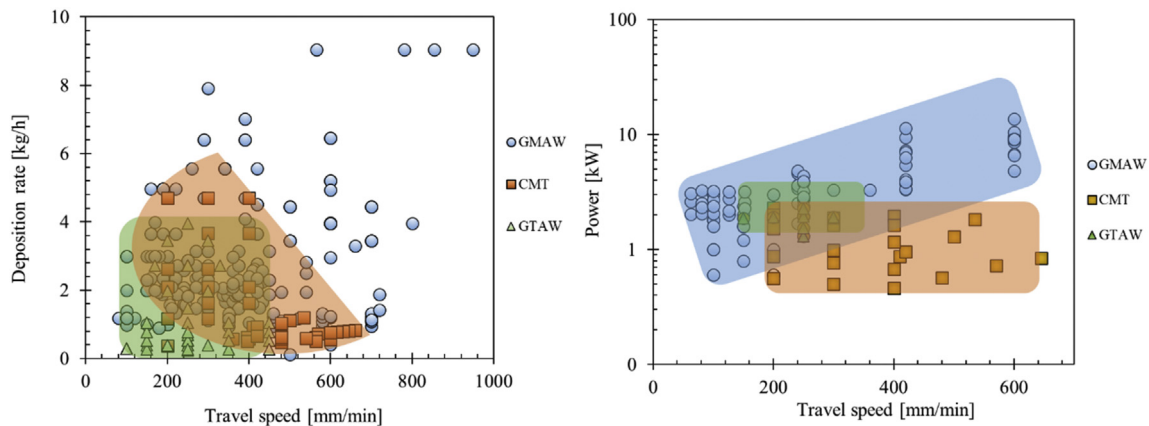 10
8
6
4
2
0
Deposition rate [kg/h]
0 200 400 600 800 1000
Travel speed [mm/min]
GMAW
CMT
GTAW
100
10
1
kW
Power [kW]
0 200 400 600
Travel speed [mm/min]
GMAW
CMT
GTAW